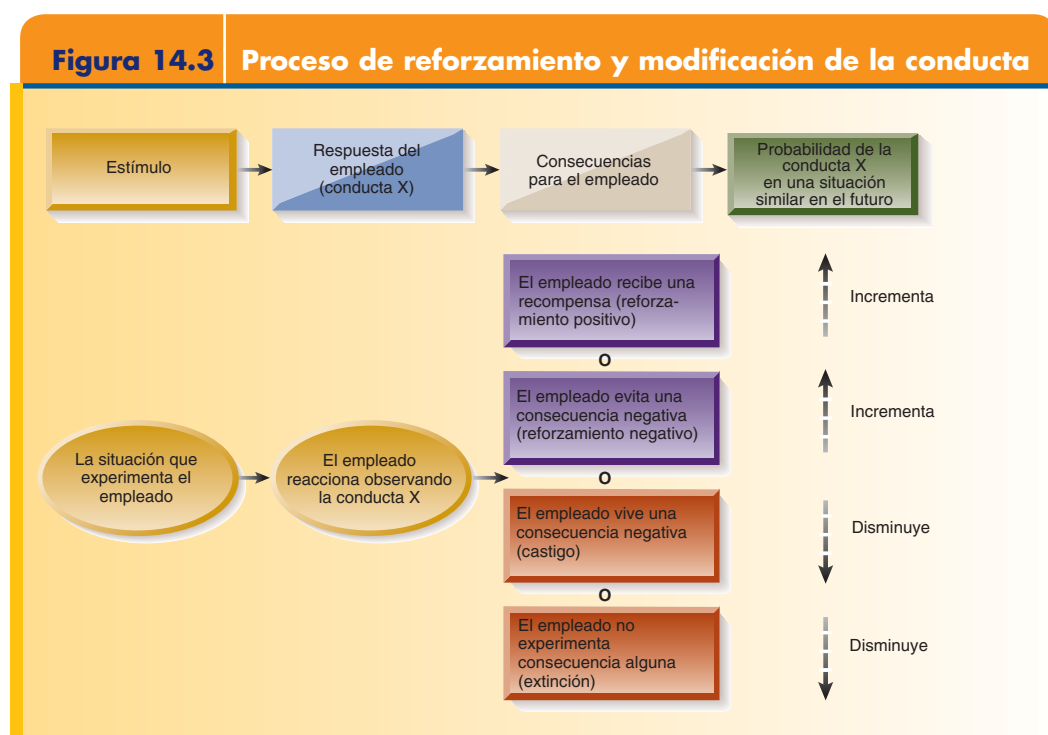 Figura 14.3 Proceso de reforzamiento y modificación de la conducta
Estímulo
Respuesta del
empleado
(conducta X)
Consecuencias
para el empleado
Probabilidad de la
conducta X
en una situación
similar en el futuro
El empleado recibe una
recompensa (reforza-
miento positivo)
Incrementa
O
El empleado evita una
consecuencia negativa
(reforzamiento negativo)
Incrementa
La situación que
experimenta el
empleado
El empleado
reacciona observando
la conducta X
O
El empleado vive una
consecuencia negativa
(castigo)
Disminuye
O
El empleado no
experimenta
consecuencia alguna
(extinción)
Disminuye